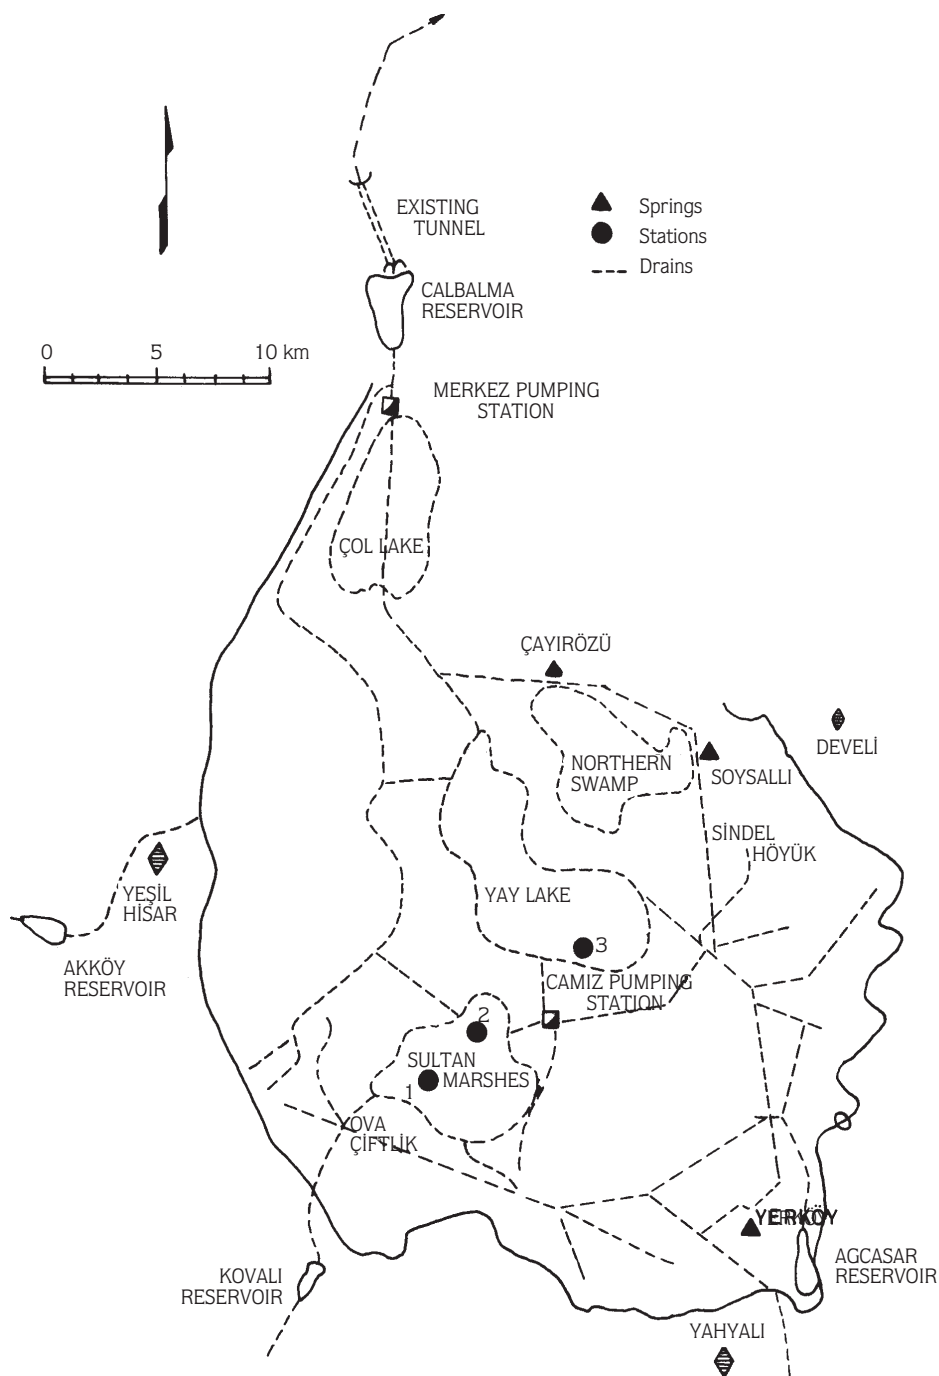 EXISTING
TUNNEL
Springs
Stations
Drains
CALBALMA
RESERVOIR
0 5 10 km
MERKEZ PUMPING
STATION
ÇOL LAKE
ÇAYIRÖZÜ
DEVELİ
NORTHERN
SWAMP
SOYSALLI
SİNDEL
HÖYÜK
YEŞİL
HİSAR
YAY LAKE
3
AKKÖY
RESERVOIR
CAMIZ PUMPING
STATION
2
SULTAN
MARSHES
1
OVA
ÇİFTLİK
YERKÖY
KOVALI
RESERVOIR
AGCASAR
RESERVOIR
YAHYALI